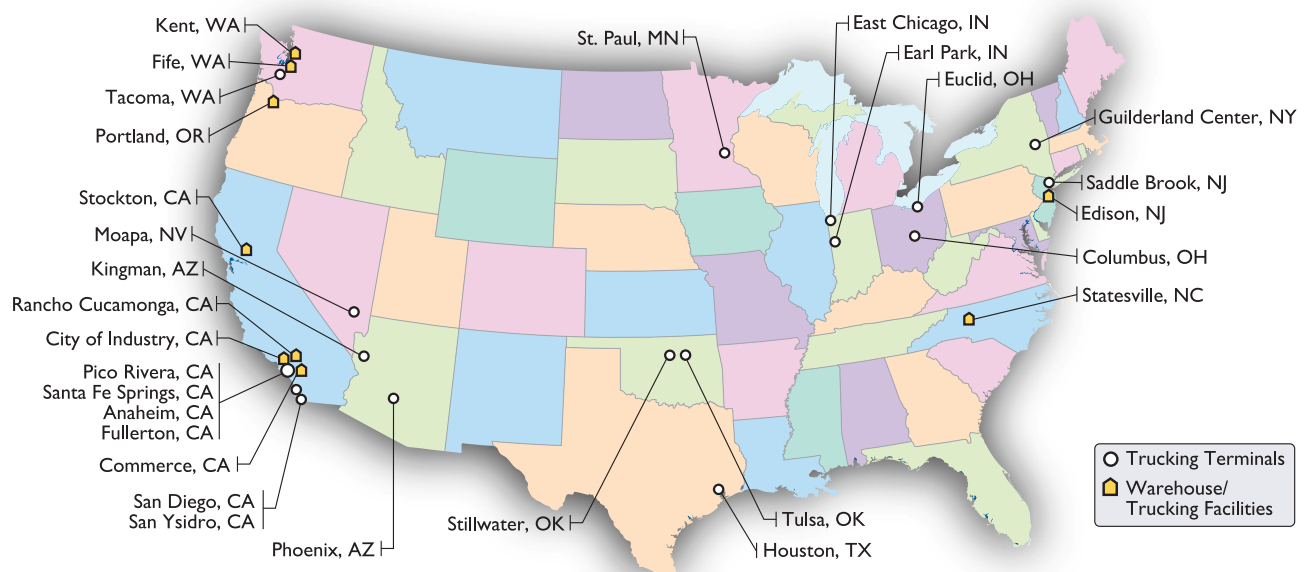 Kent, WA
Fife, WA
Tacoma, WA
Portland, OR
Stockton, CA
Moapa, NV
Kingman, AZ
Rancho Cucamonga, CA
City of Industry, CA
Pico Rivera, CA
Santa Fe Springs, CA
Anaheim, CA
Fullerton, CA
Commerce, CA
San Diego, CA
San Ysidro, CA
Phoenix, AZ
St. Paul, MN
Stillwater, OK
Tulsa, OK
Houston, TX
East Chicago, IN
Earl Park, IN
Euclid, OH
Guilderland Center, NY
Saddle Brook, NJ
Edison, NJ
Columbus, OH
Statesville, NC
Trucking Terminals
Warehouse/
Trucking Facilities